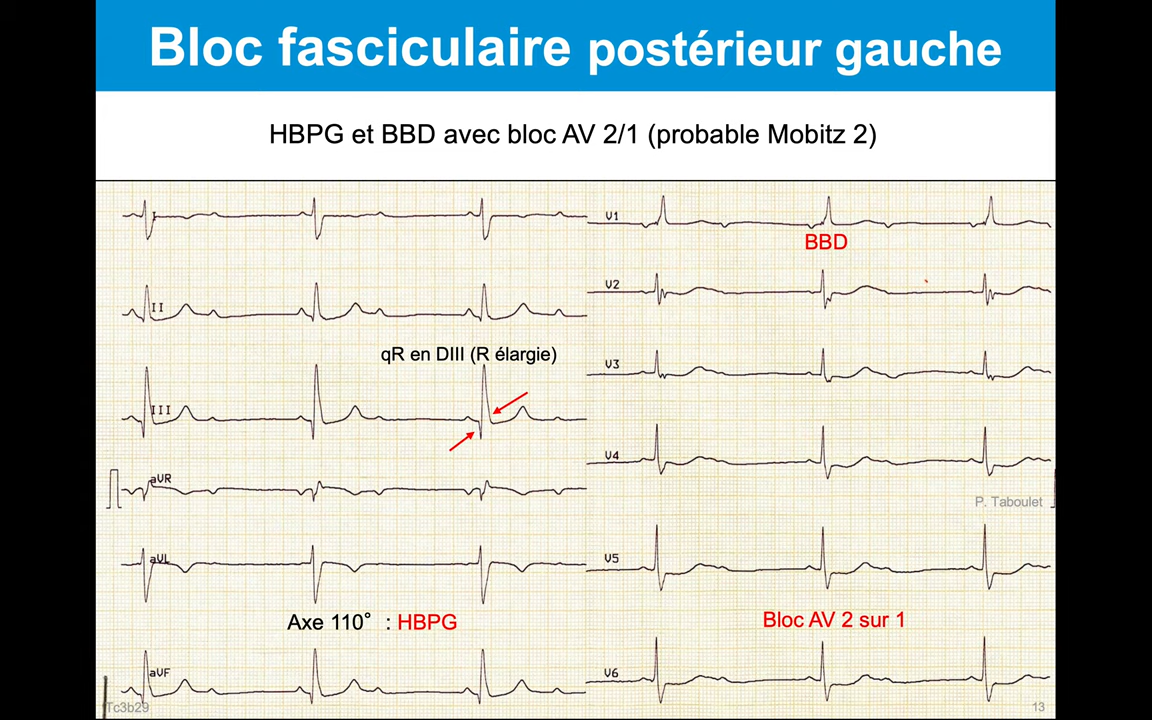 Bloc fasciculaire postérieur gauche
HBPG et BBD avec bloc AV 2/1 (probable Mobitz 2)
I
II
qR en DIII (R élargie)
III
aVR
aVL
Axe 110° : HBPG
aVF
Tc3b29
V1
BBD
V2
V3
V4
P. Taboulet
V5
Bloc AV 2 sur 1
V6
13